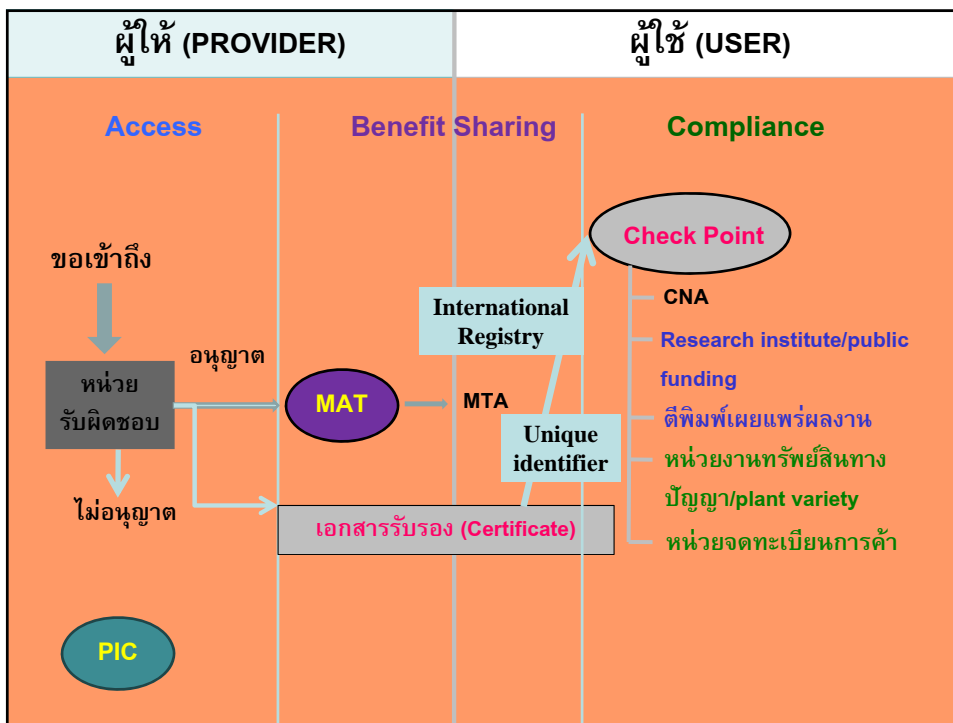 ผู้ให้ (PROVIDER)
ผู้ใช้ (USER)
Access
Benefit Sharing
Compliance
ขอเข้าถึง
หน่วย
รับผิดชอบ
อนุญาต
ไม่อนุญาต
PIC
MAT
MTA
International
Registry
Unique
identifier
เอกสารรับรอง (Certificate)
Check Point
CNA
Research institute/public
funding
ตีพิมพ์เผยแพร่ผลงาน
หน่วยงานทรัพย์สินทาง
ปัญญา/plant variety
หน่วยจดทะเบียนการค้า